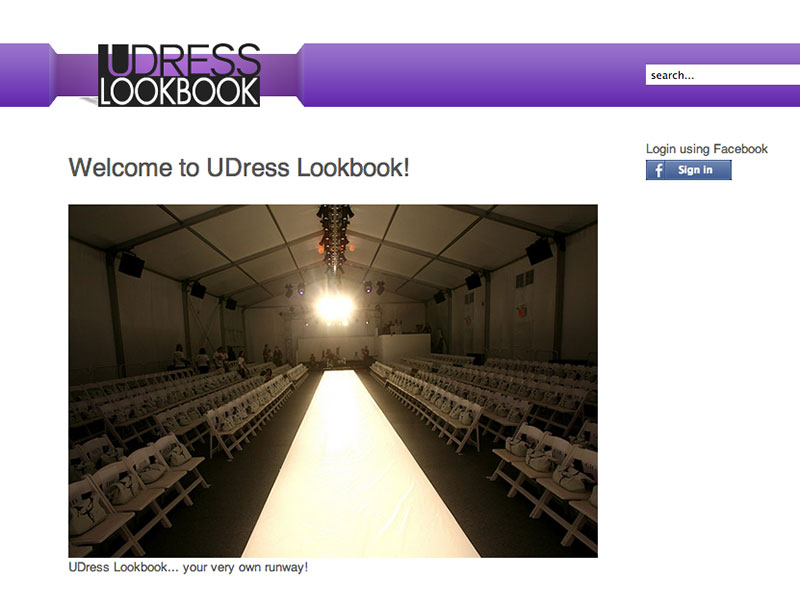 UDRESS
LOOKBOOK
search...
Login using Facebook
f Sign in
Welcome to UDress Lookbook!
UDress Lookbook... your very own runway!